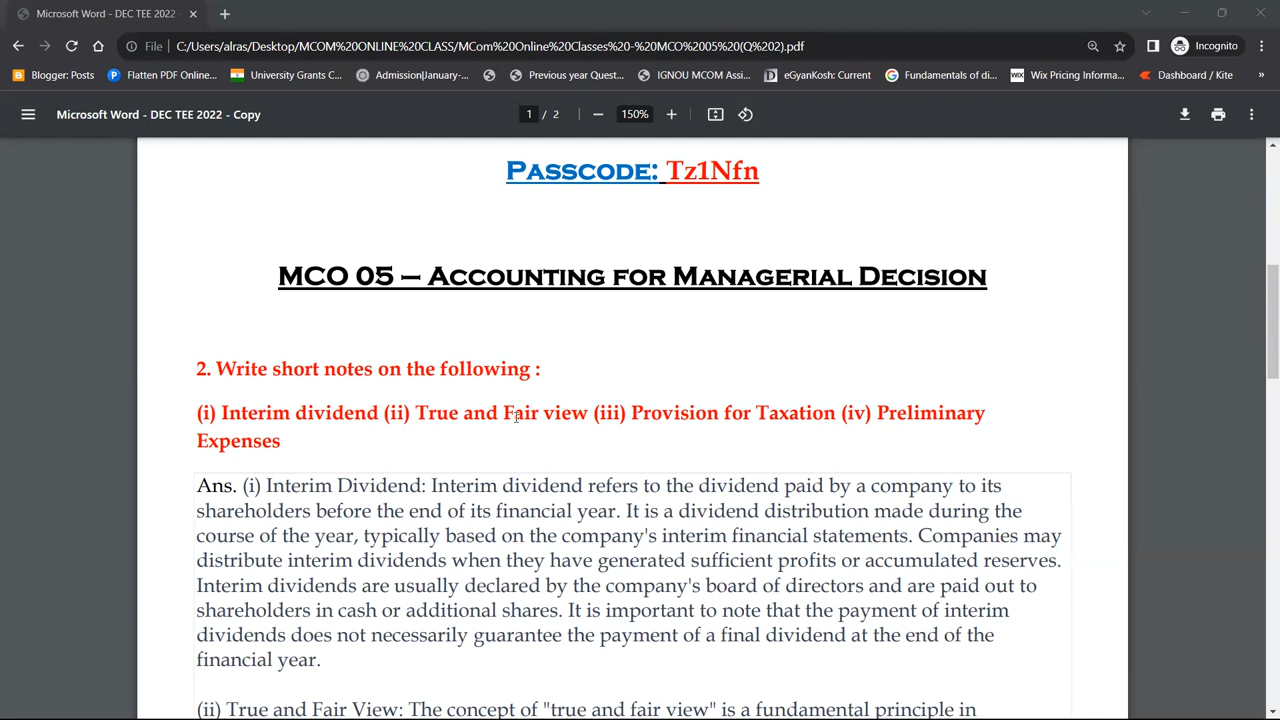 Microsoft Word - DEC TEE 2022 -
File C:/Users/alras/Desktop/MCOM%20ONLINE%20CLASS/MCom%20Online%20Classes%20-%20MCO%2005%20(Q%202).pdf Incognito
Blogger: Posts Flatten PDF Online... University Grants C... Admission|January-... Previous year Quest... IGNOU MCOM Assi... eGyanKosh: Current Fundamentals of di... WIX Wix Pricing Informa... Dashboard / Kite
Microsoft Word - DEC TEE 2022 - Copy 1 / 2 150%
PASSCODE: Tz1Nfn
MCO 05 – ACCOUNTING FOR MANAGERIAL DECISION
2. Write short notes on the following :
(i) Interim dividend (ii) True and Fair view (iii) Provision for Taxation (iv) Preliminary
Expenses
Ans. (i) Interim Dividend: Interim dividend refers to the dividend paid by a company to its
shareholders before the end of its financial year. It is a dividend distribution made during the
course of the year, typically based on the company's interim financial statements. Companies may
distribute interim dividends when they have generated sufficient profits or accumulated reserves.
Interim dividends are usually declared by the company's board of directors and are paid out to
shareholders in cash or additional shares. It is important to note that the payment of interim
dividends does not necessarily guarantee the payment of a final dividend at the end of the
financial year.
(ii) True and Fair View: The concept of "true and fair view" is a fundamental principle in